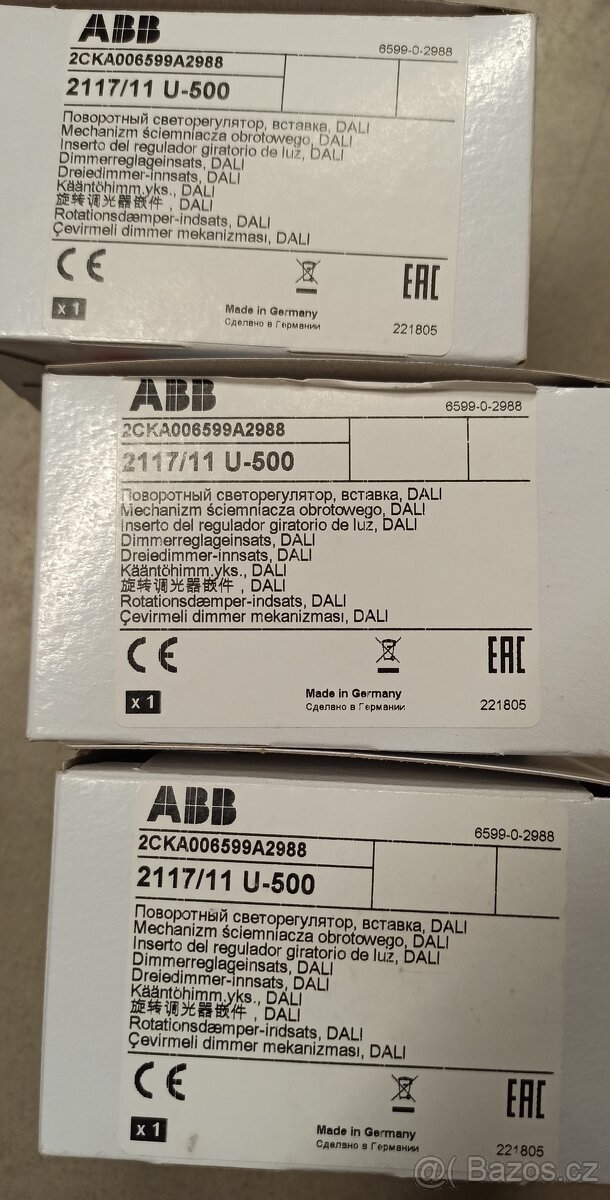 ABB
6599-0-2988
2CKA006599A2988
2117/11 U-500
Поворотный светорегулятор, вставка, DALI
Mechanizm ściemniacza obrotowego, DALI
Inserto del regulador giratorio de luz, DALI
Dimmerreglageinsats, DALI
Dreiedimmer-innsats, DALI
Kääntöhimm.yks., DALI
旋转调光器嵌件 , DALI
Rotationsdæmper-indsats, DALI
Çevirmeli dimmer mekanizması, DALI
CE
EAC
x 1
Made in Germany
Сделано в Германии
221805
ABB
6599-0-2988
2CKA006599A2988
2117/11 U-500
Поворотный светорегулятор, вставка, DALI
Mechanizm ściemniacza obrotowego, DALI
Inserto del regulador giratorio de luz, DALI
Dimmerreglageinsats, DALI
Dreiedimmer-innsats, DALI
Kääntöhimm.yks., DALI
旋转调光器嵌件 , DALI
Rotationsdæmper-indsats, DALI
Çevirmeli dimmer mekanizması, DALI
CE
EAC
x 1
Made in Germany
Сделано в Германии
221805
ABB
6599-0-2988
2CKA006599A2988
2117/11 U-500
Поворотный светорегулятор, вставка, DALI
Mechanizm ściemniacza obrotowego, DALI
Inserto del regulador giratorio de luz, DALI
Dimmerreglageinsats, DALI
Dreiedimmer-innsats, DALI
Kääntöhimm.yks., DALI
旋转调光器嵌件 , DALI
Rotationsdæmper-indsats, DALI
Çevirmeli dimmer mekanizması, DALI
CE
EAC
x 1
Made in Germany
Сделано в Германии
221805
Bazos.cz